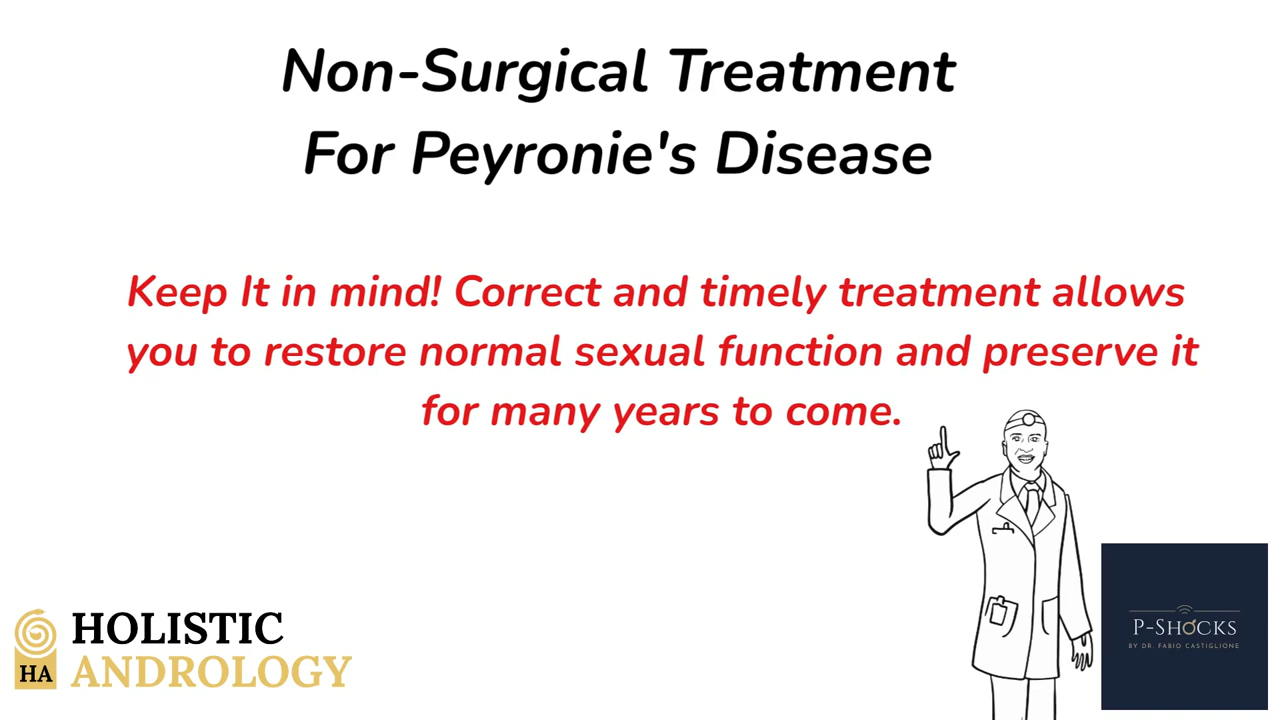 Non-Surgical Treatment
For Peyronie's Disease
Keep It in mind! Correct and timely treatment allows
you to restore normal sexual function and preserve it
for many years to come.
HA
HOLISTIC
ANDROLOGY
P-SHOCKS
BY DR. FABIO CASTIGLIONE